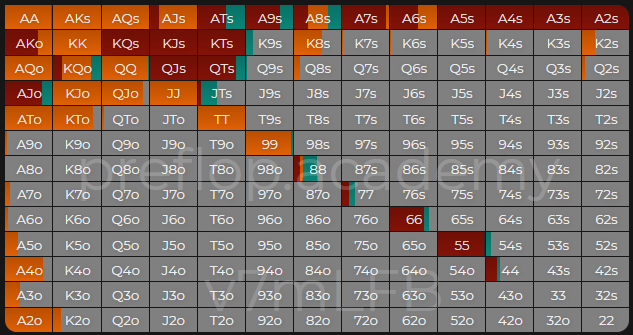 AA AKs AQs AJs ATs A9s A8s A7s A6s A5s A4s A3s A2s
AKo KK KQs KJs KTs K9s K8s K7s K6s K5s K4s K3s K2s
AQo KQo QQ QJs QTs Q9s Q8s Q7s Q6s Q5s Q4s Q3s Q2s
AJo KJo QJo JJ JTs J9s J8s J7s J6s J5s J4s J3s J2s
ATo KTo QTo JTo TT T9s T8s T7s T6s T5s T4s T3s T2s
A9o K9o Q9o J9o T9o 99 98s 97s 96s 95s 94s 93s 92s
A8o K8o Q8o J8o T8o 98o 88 87s 86s 85s 84s 83s 82s
preflop.academy
A7o K7o Q7o J7o T7o 97o 87o 77 76s 75s 74s 73s 72s
A6o K6o Q6o J6o T6o 96o 86o 76o 66 65s 64s 63s 62s
A5o K5o Q5o J5o T5o 95o 85o 75o 65o 55 54s 53s 52s
A4o K4o Q4o J4o T4o 94o 84o 74o 64o 54o 44 43s 42s
v7mLFB
A3o K3o Q3o J3o T3o 93o 83o 73o 63o 53o 43o 33 32s
A2o K2o Q2o J2o T2o 92o 82o 72o 62o 52o 42o 32o 22